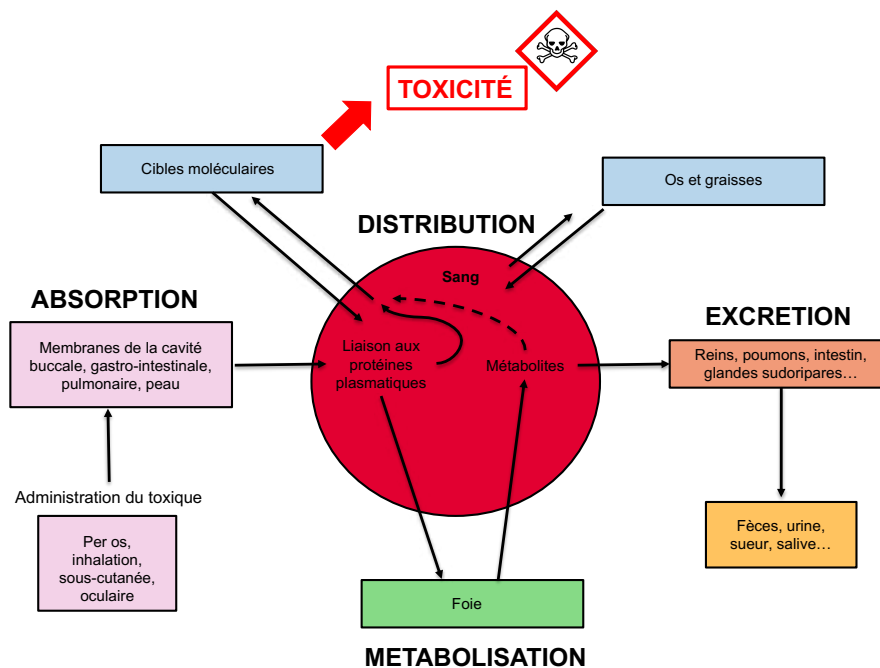 TOXICITÉ
Cibles moléculaires
Os et graisses
DISTRIBUTION
Sang
ABSORPTION
Membranes de la cavité
buccale, gastro-intestinale,
pulmonaire, peau
Liaison aux
protéines
plasmatiques
Métabolites
EXCRETION
Reins, poumons, intestin,
glandes sudoripares…
Administration du toxique
Per os,
inhalation,
sous-cutanée,
oculaire
Fèces, urine,
sueur, salive…
Foie
METABOLISATION